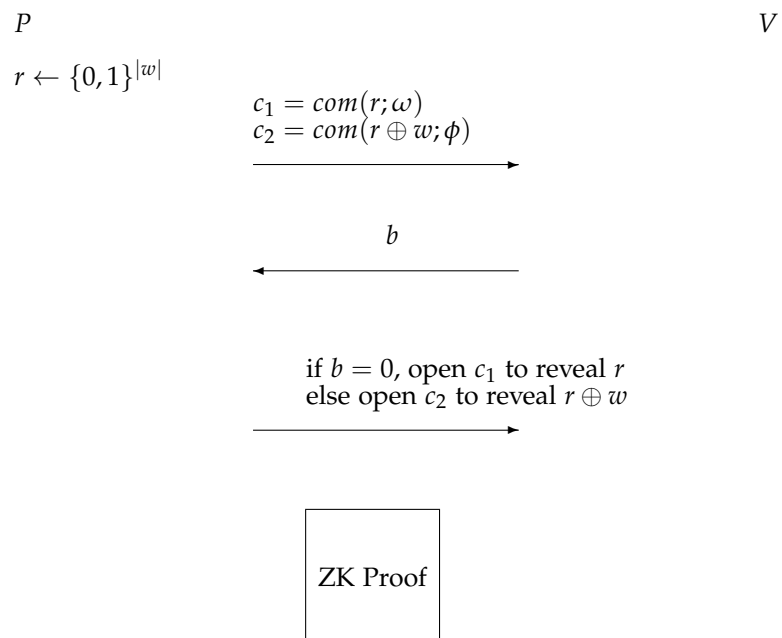 P V
r ← {0, 1}^{|w|}
c₁ = com(r; ω)
c₂ = com(r ⊕ w; ϕ)
b
if b = 0, open c₁ to reveal r
else open c₂ to reveal r ⊕ w
ZK Proof